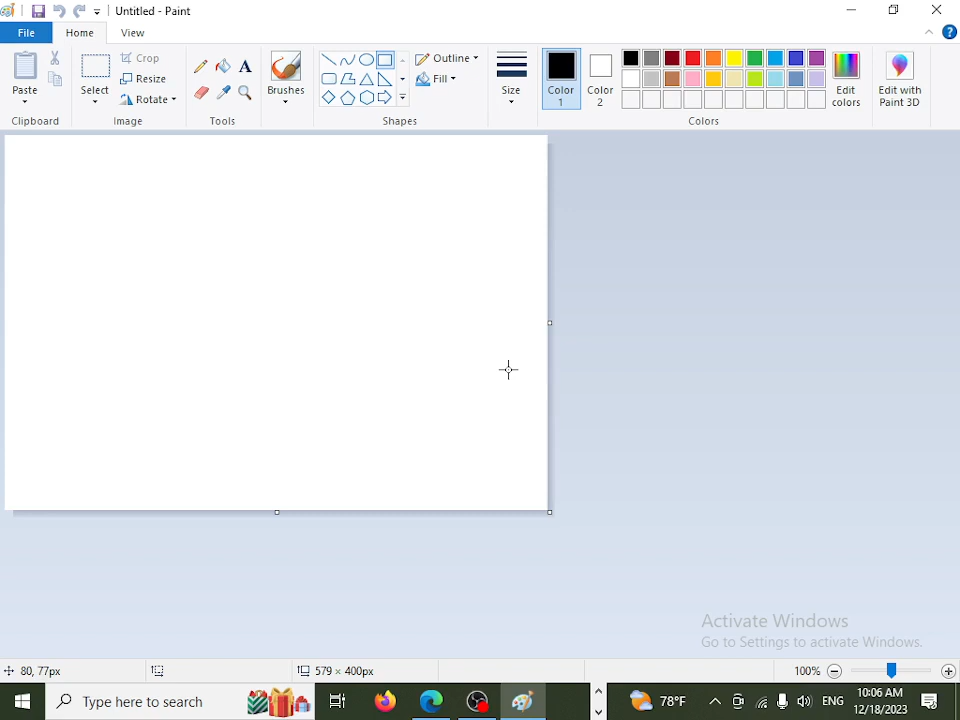 Untitled - Paint
File
Home
View
Paste
Clipboard
Select
Crop
Resize
Rotate
Image
A
Tools
Brushes
Outline
Fill
Shapes
Size
Color 1
Color 2
Edit colors
Colors
Edit with Paint 3D
Activate Windows
Go to Settings to activate Windows.
80, 77px
579 × 400px
100%
Type here to search
78°F
ENG
10:06 AM
12/18/2023